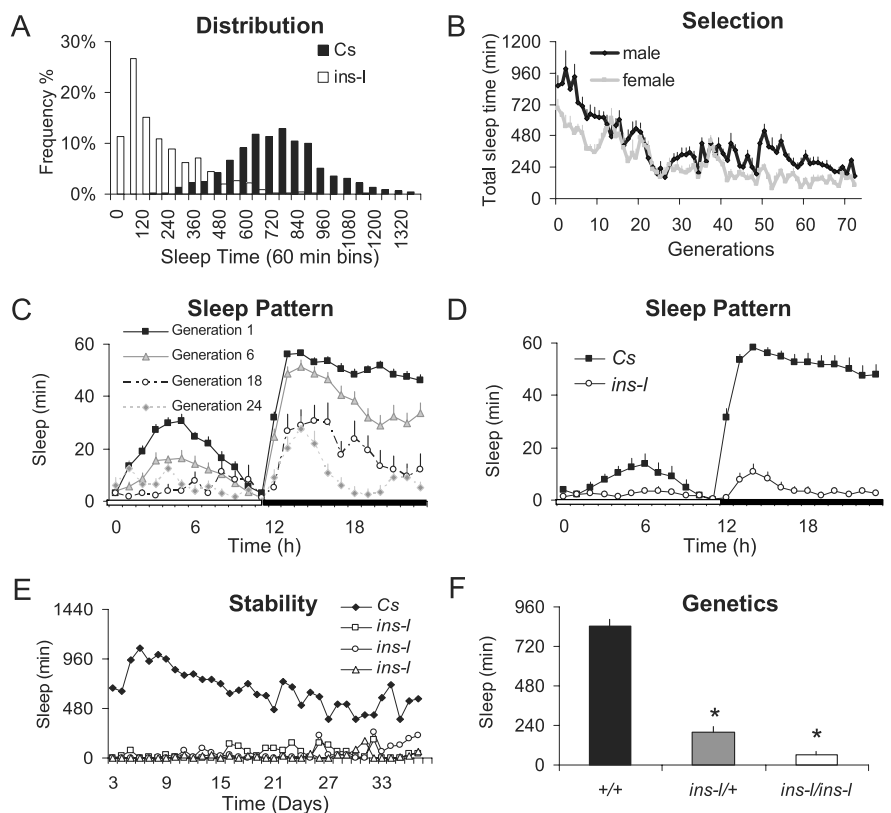 A
Distribution
Frequency %
30%
20%
10%
0%
Cs
ins-l
0 120 240 360 480 600 720 840 960 1080 1200 1320
Sleep Time (60 min bins)
B
Selection
Total sleep time (min)
1200
960
720
480
240
0
male
female
0 10 20 30 40 50 60 70
Generations
C
Sleep Pattern
Sleep (min)
60
40
20
0
Generation 1
Generation 6
Generation 18
Generation 24
0 6 12 18
Time (h)
D
Sleep Pattern
Sleep (min)
60
40
20
0
Cs
ins-l
0 6 12 18
Time (h)
E
Stability
Sleep (min)
1440
960
480
0
Cs
ins-l
ins-l
ins-l
3 9 15 21 27 33
Time (Days)
F
Genetics
Sleep (min)
960
720
480
240
0
* *
+/+ ins-l/+ ins-l/ins-l